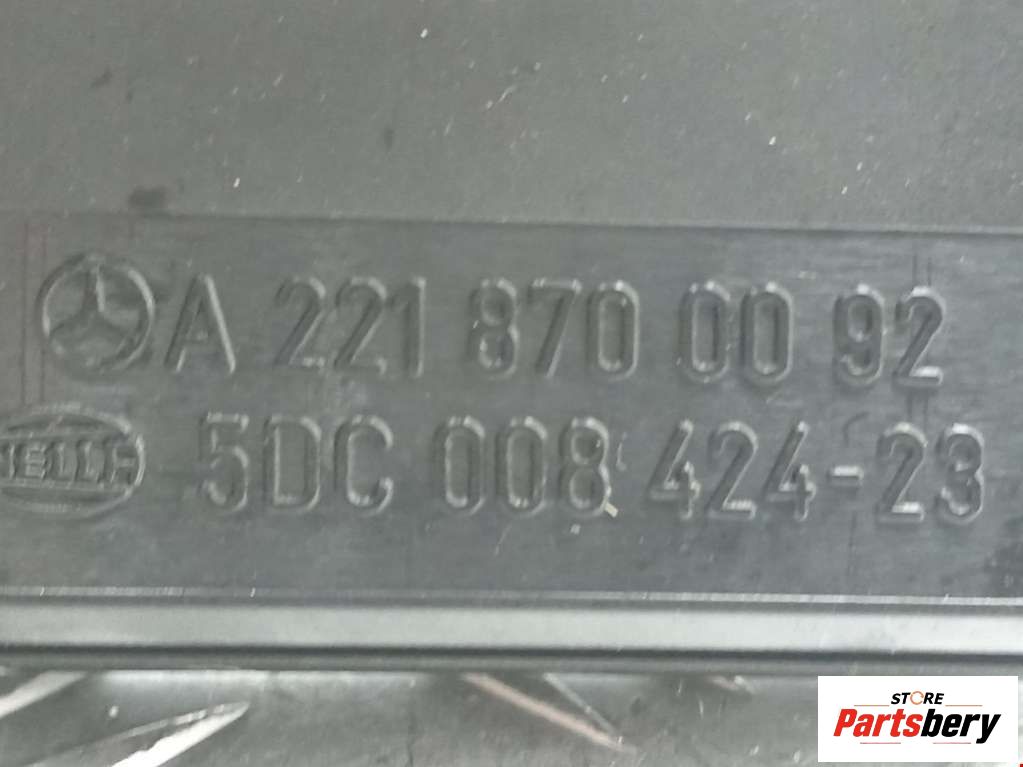 A 221 870 00 92
HELLA 5DC 008 424-23
STORE
Partsbery